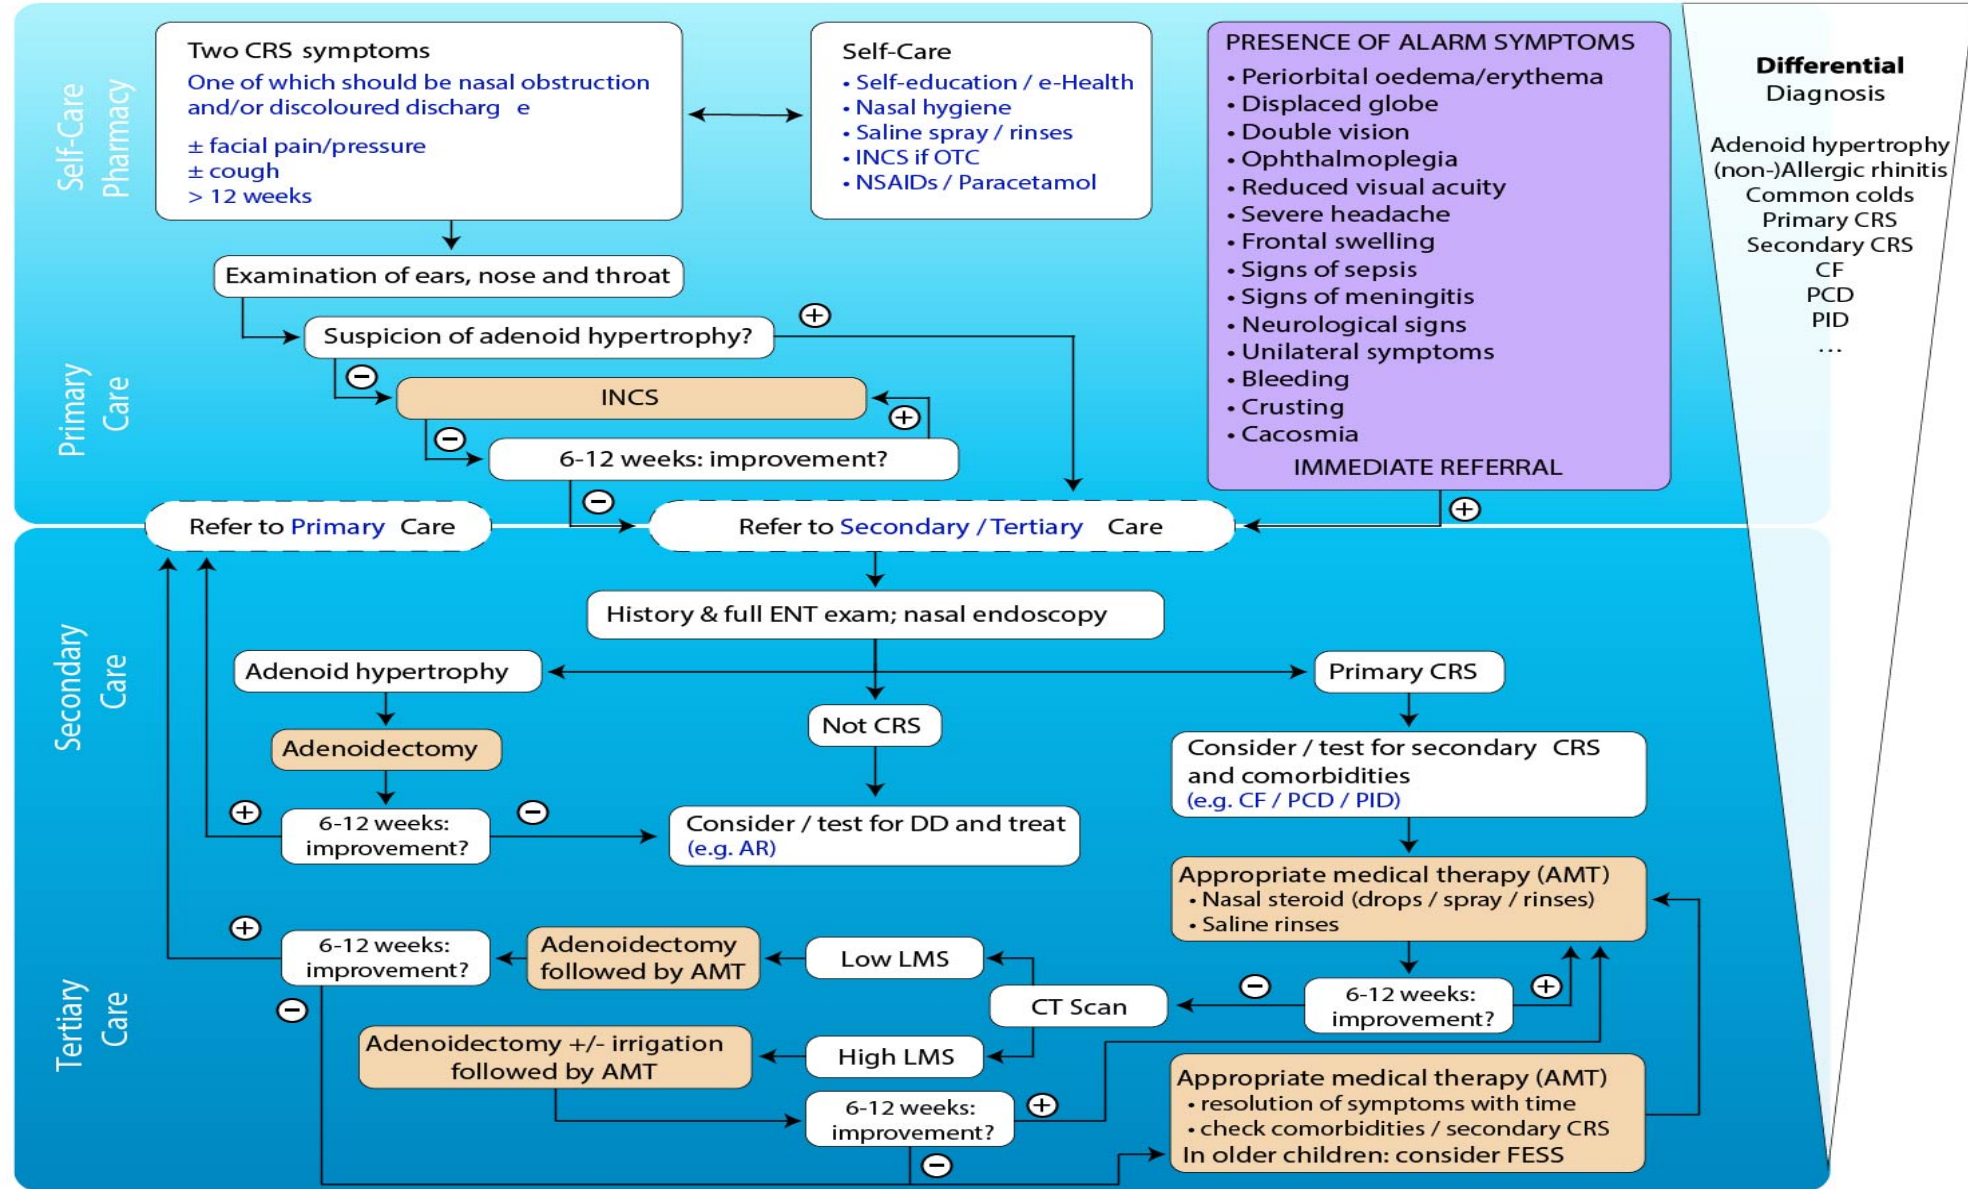 Self-Care
Pharmacy
Two CRS symptoms
One of which should be nasal obstruction
and/or discoloured discharg e
± facial pain/pressure
± cough
> 12 weeks
Self-Care
• Self-education / e-Health
• Nasal hygiene
• Saline spray / rinses
• INCS if OTC
• NSAIDs / Paracetamol
PRESENCE OF ALARM SYMPTOMS
• Periorbital oedema/erythema
• Displaced globe
• Double vision
• Ophthalmoplegia
• Reduced visual acuity
• Severe headache
• Frontal swelling
• Signs of sepsis
• Signs of meningitis
• Neurological signs
• Unilateral symptoms
• Bleeding
• Crusting
• Cacosmia
IMMEDIATE REFERRAL
Differential
Diagnosis
Adenoid hypertrophy
(non-)Allergic rhinitis
Common colds
Primary CRS
Secondary CRS
CF
PCD
PID
...
Primary
Care
Examination of ears, nose and throat
Suspicion of adenoid hypertrophy?
+
−
INCS
+
−
6-12 weeks: improvement?
−
+
Refer to Primary Care
Refer to Secondary / Tertiary Care
Secondary
Care
History & full ENT exam; nasal endoscopy
Adenoid hypertrophy
Primary CRS
Not CRS
Adenoidectomy
Consider / test for secondary CRS
and comorbidities
(e.g. CF / PCD / PID)
+
6-12 weeks:
improvement?
−
Consider / test for DD and treat
(e.g. AR)
Appropriate medical therapy (AMT)
• Nasal steroid (drops / spray / rinses)
• Saline rinses
Tertiary
Care
+
6-12 weeks:
improvement?
−
Adenoidectomy
followed by AMT
Low LMS
CT Scan
−
6-12 weeks:
improvement?
+
Adenoidectomy +/- irrigation
followed by AMT
High LMS
6-12 weeks:
improvement?
+
−
Appropriate medical therapy (AMT)
• resolution of symptoms with time
• check comorbidities / secondary CRS
In older children: consider FESS